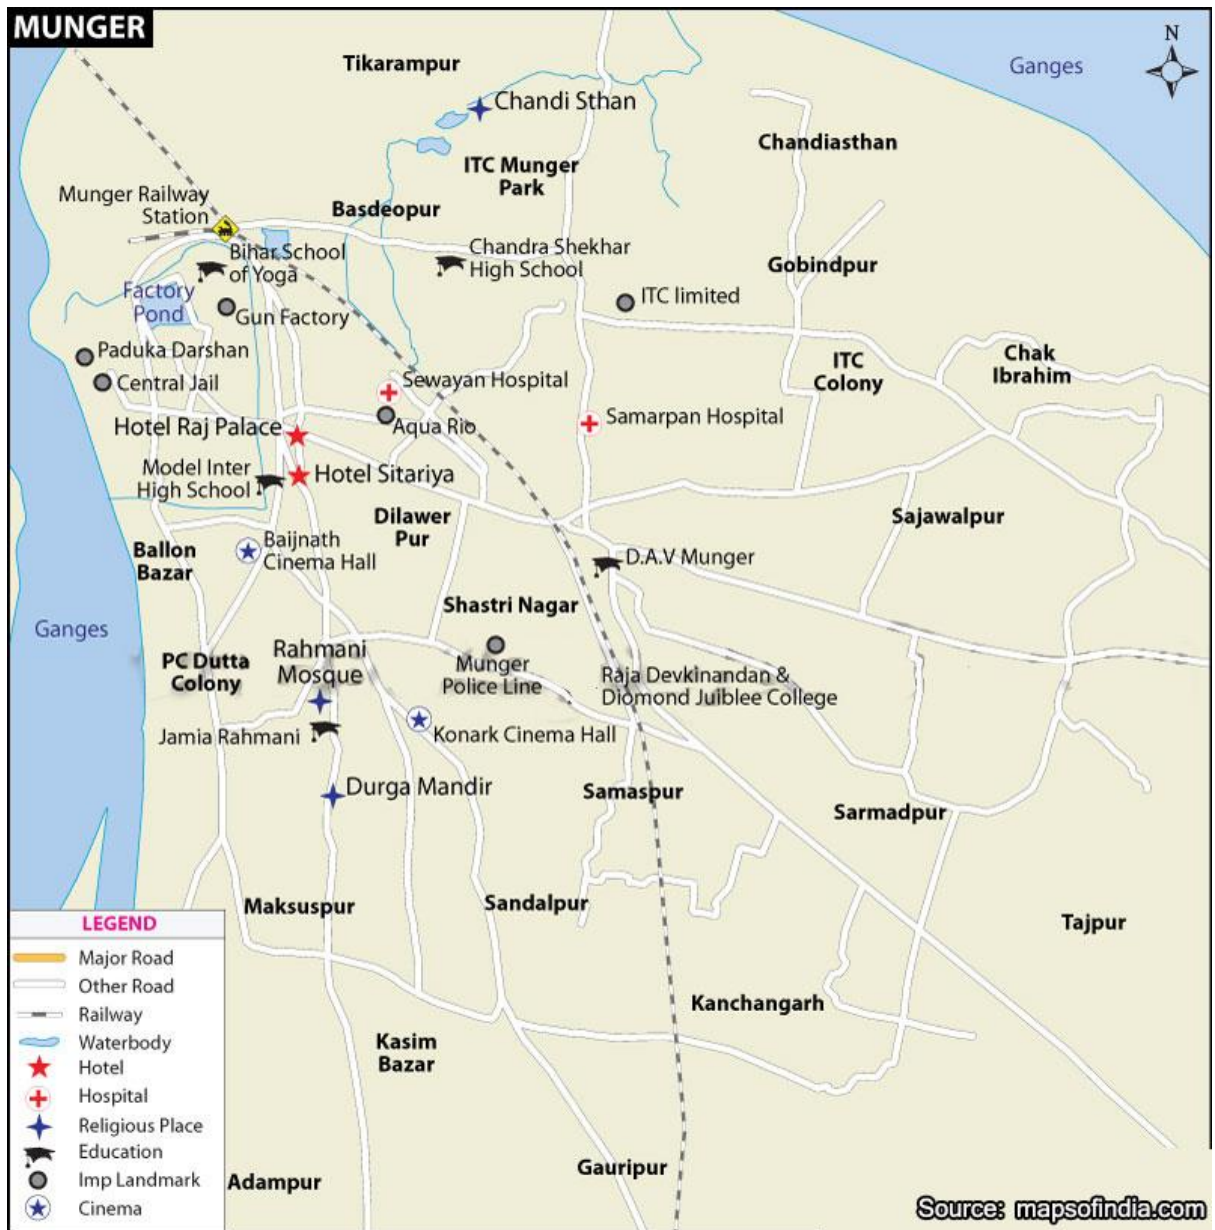 MUNGER
N
Tikarampur
Ganges
Chandi Sthan
Chandiasthan
ITC Munger
Park
Munger Railway
Station
Basdeopur
Bihar School
of Yoga
Chandra Shekhar
High School
Gobindpur
Factory
Pond
ITC limited
Gun Factory
Paduka Darshan
Central Jail
Sewayan Hospital
ITC
Colony
Chak
Ibrahim
Hotel Raj Palace
Aqua Rio
Samarpan Hospital
Model Inter
High School
Hotel Sitariya
Dilawer
Pur
Sajawalpur
Ballon
Bazar
Baijnath
Cinema Hall
D.A.V Munger
Shastri Nagar
Ganges
PC Dutta
Colony
Rahmani
Mosque
Munger
Police Line
Raja Devkinandan &
Diomond Juiblee College
Jamia Rahmani
Konark Cinema Hall
Durga Mandir
Samaspur
Sarmadpur
Maksuspur
Sandalpur
Tajpur
Kanchangarh
Kasim
Bazar
Adampur
Gauripur
LEGEND
Major Road
Other Road
Railway
Waterbody
Hotel
Hospital
Religious Place
Education
Imp Landmark
Cinema
Source: mapsofindia.com